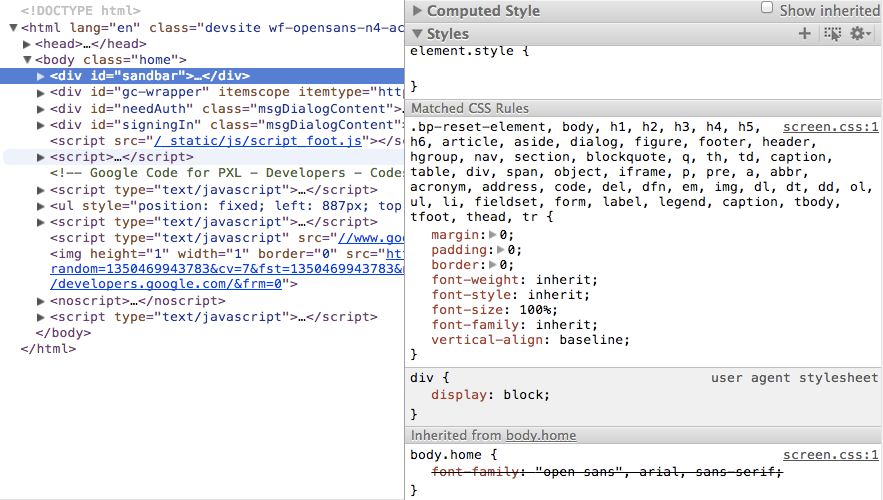 <!DOCTYPE html>
▼<html lang="en" class="devsite wf-opensans-n4-ac
▶<head>…</head>
▼<body class="home">
▶<div id="sandbar">…</div>
▶<div id="gc-wrapper" itemscope itemtype="http
▶<div id="needAuth" class="msgDialogContent">
▶<div id="signingIn" class="msgDialogContent">
<script src="/_static/js/script_foot.js"></sc
▶<script>…</script>
<!-- Google Code for PXL – Developers – Codes
▶<script type="text/javascript">…</script>
▶<ul style="position: fixed; left: 887px; top
▶<script type="text/javascript">…</script>
<script type="text/javascript" src="//www.goo
<img height="1" width="1" border="0" src="htt
random=1350469943783&cv=7&fst=1350469943783&
/developers.google.com/&frm=0">
▶<noscript>…</noscript>
▶<script type="text/javascript">…</script>
</body>
</html>
▶ Computed Style Show inherited
▼ Styles
element.style {
}
Matched CSS Rules
.bp-reset-element, body, h1, h2, h3, h4, h5, screen.css:1
h6, article, aside, dialog, figure, footer, header,
hgroup, nav, section, blockquote, q, th, td, caption,
table, div, span, object, iframe, p, pre, a, abbr,
acronym, address, code, del, dfn, em, img, dl, dt, dd, ol,
ul, li, fieldset, form, label, legend, caption, tbody,
tfoot, thead, tr {
margin:▶0;
padding:▶0;
border:▶0;
font-weight: inherit;
font-style: inherit;
font-size: 100%;
font-family: inherit;
vertical-align: baseline;
}
div { user agent stylesheet
display: block;
}
Inherited from body.home
body.home { screen.css:1
font-family: "open sans", arial, sans-serif;
}